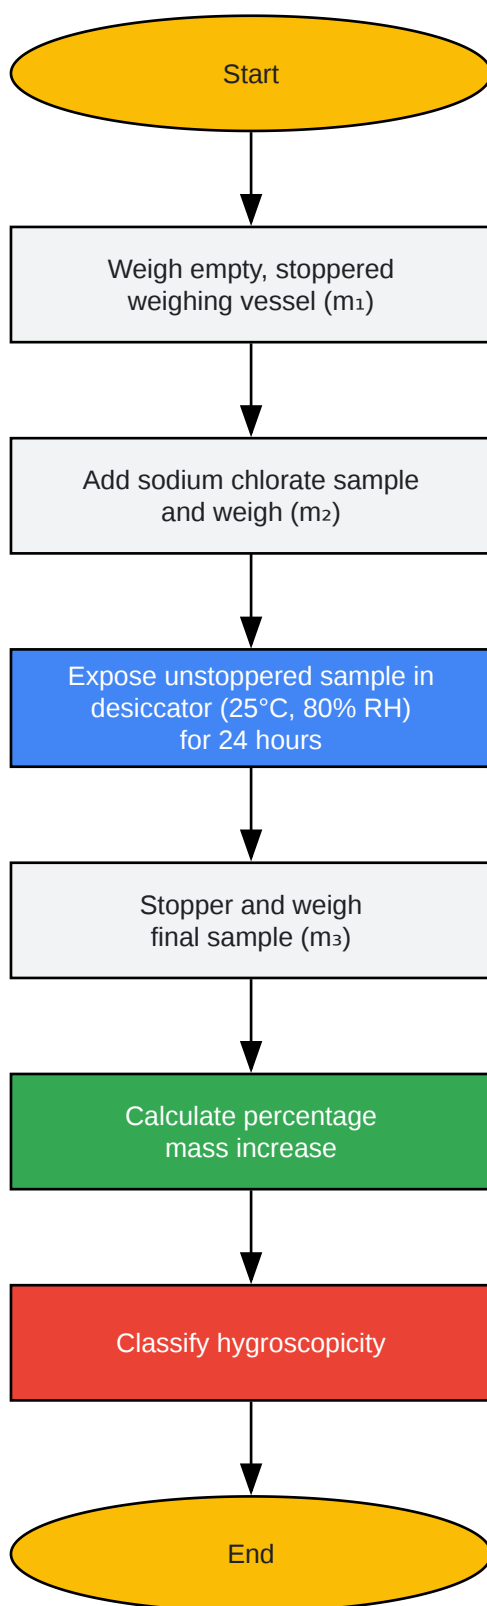 Start
Weigh empty, stoppered
weighing vessel (m₁)
Add sodium chlorate sample
and weigh (m₂)
Expose unstoppered sample in
desiccator (25°C, 80% RH)
for 24 hours
Stopper and weigh
final sample (m₃)
Calculate percentage
mass increase
Classify hygroscopicity
End